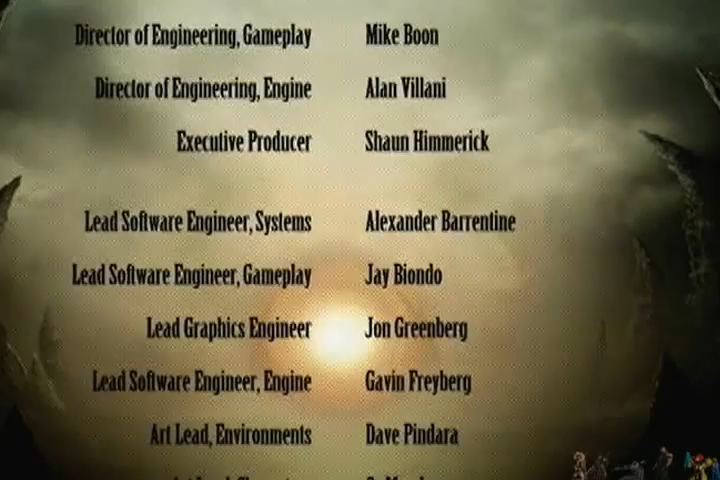 Director of Engineering, Gameplay Mike Boon
Director of Engineering, Engine Alan Villani
Executive Producer Shaun Himmerick
Lead Software Engineer, Systems Alexander Barrentine
Lead Software Engineer, Gameplay Jay Biondo
Lead Graphics Engineer Jon Greenberg
Lead Software Engineer, Engine Gavin Freyberg
Art Lead, Environments Dave Pindara